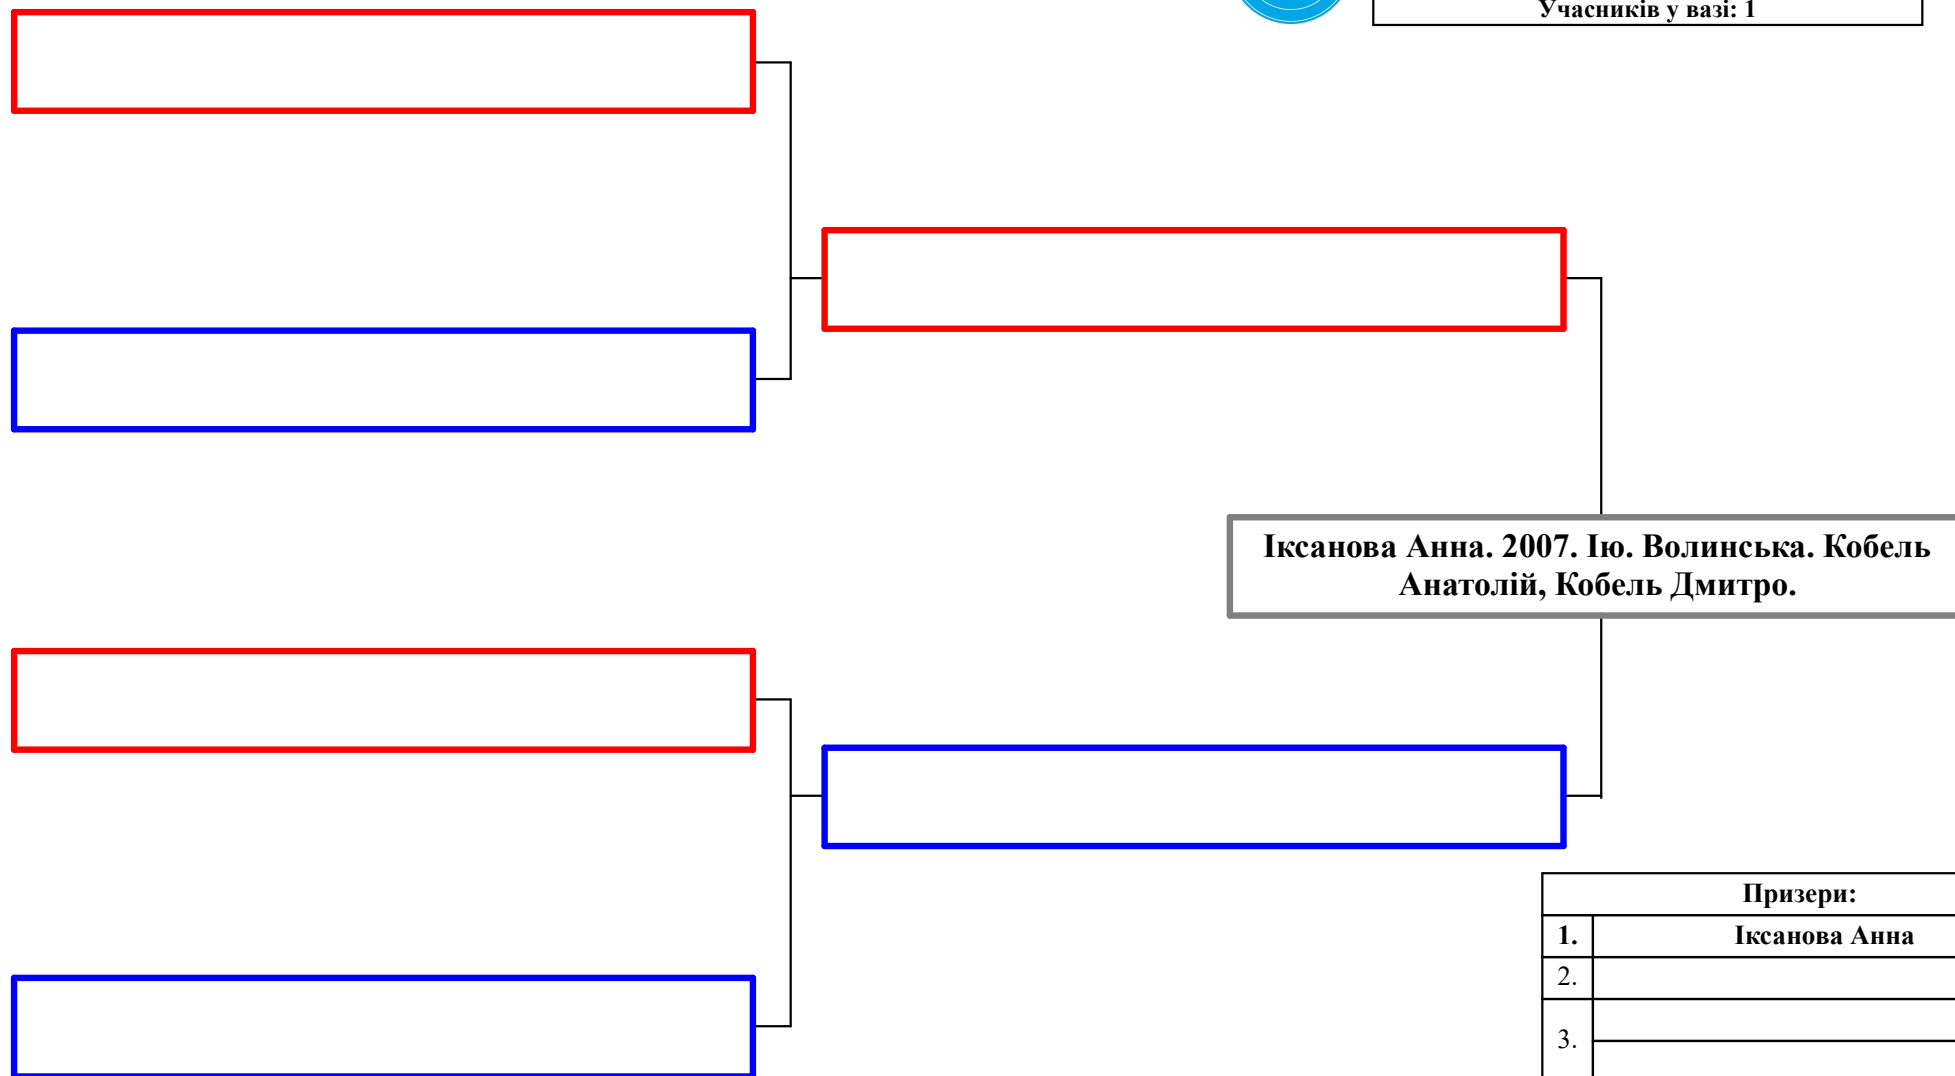 Учасників у вазі: 1
Іксанова Анна. 2007. Ію. Волинська. Кобель
Анатолій, Кобель Дмитро.
Призери:
1. Іксанова Анна
2.
3.